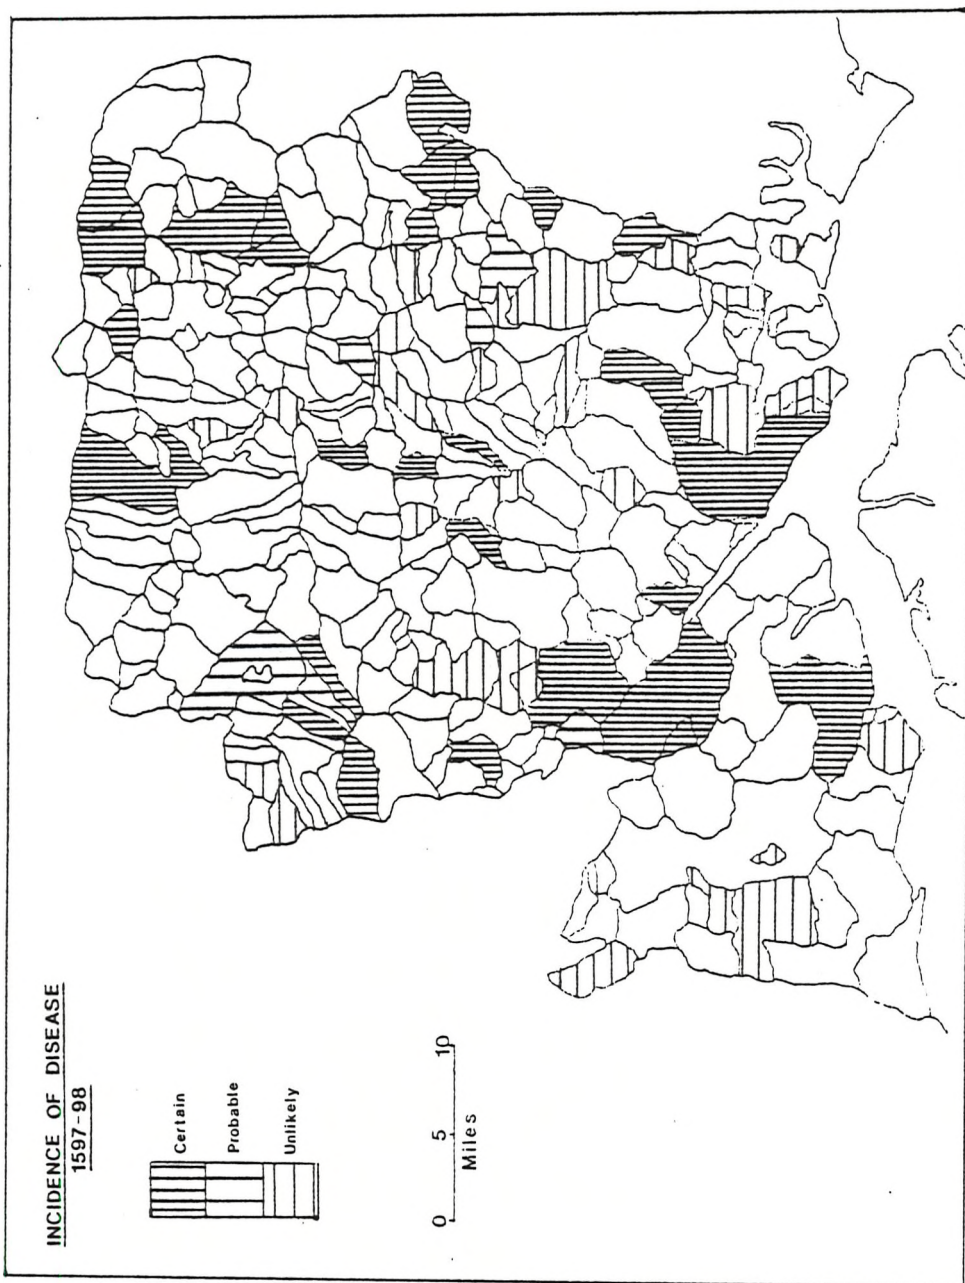 INCIDENCE OF DISEASE
1597-98
Certain
Probable
Unlikely
0 5 10
Miles